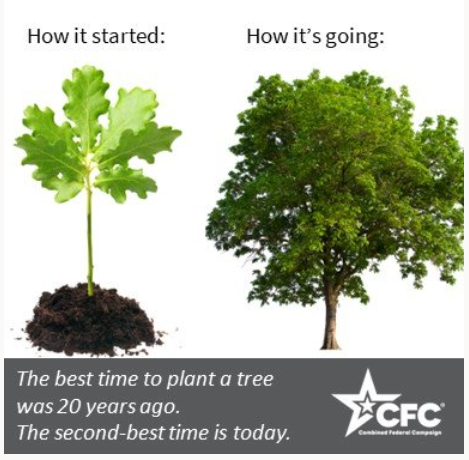 How it started:
How it’s going:
The best time to plant a tree
was 20 years ago.
The second-best time is today.
CFC®
Combined Federal Campaign